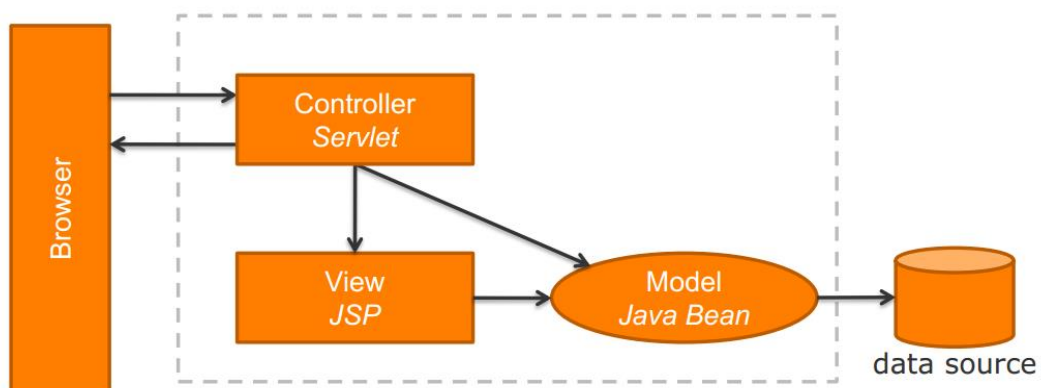 Browser
Controller
Servlet
View
JSP
Model
Java Bean
data source